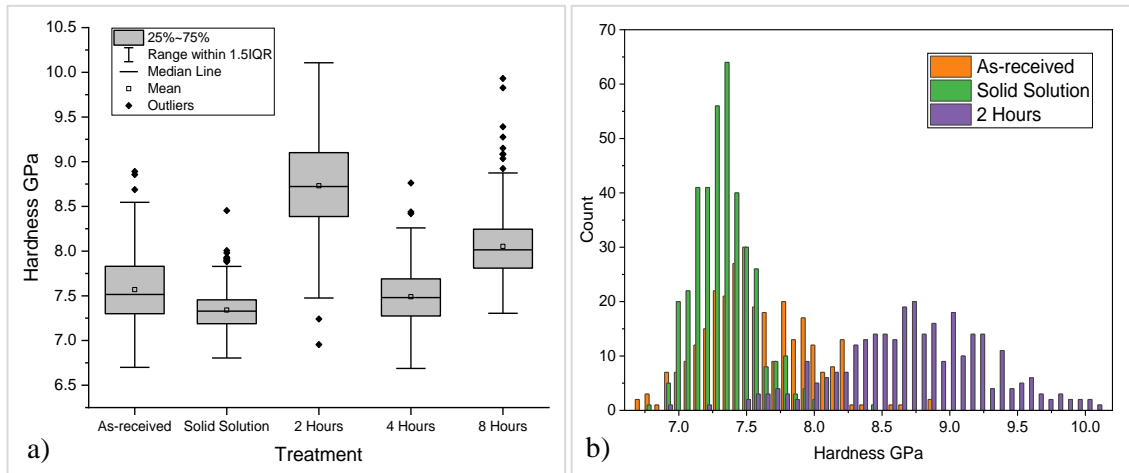 10.5
10.0
9.5
9.0
8.5
8.0
7.5
7.0
6.5
Hardness GPa
25%~75%
Range within 1.5IQR
Median Line
Mean
Outliers
As-received Solid Solution 2 Hours 4 Hours 8 Hours
Treatment
a)
70
60
50
40
30
20
10
0
Count
As-received
Solid Solution
2 Hours
7.0 7.5 8.0 8.5 9.0 9.5 10.0
Hardness GPa
b)